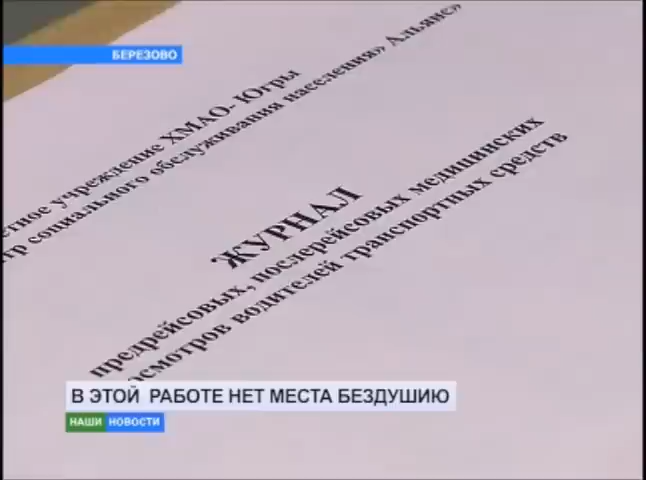 БЕРЕЗОВО
учреждение ХМАО- Югры
социального обслуживания населения» Альянс»
ЖУРНАЛ
предрейсовых, послерейсовых медицинских
осмотров водителей транспортных средств
В ЭТОЙ РАБОТЕ НЕТ МЕСТА БЕЗДУШИЮ
НАШИ НОВОСТИ